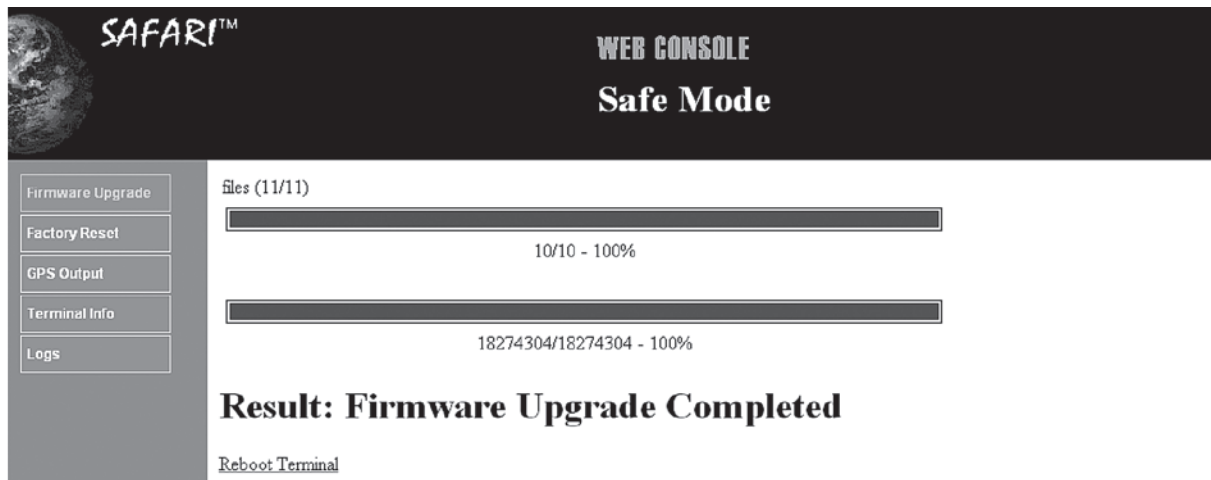 SAFARI™
WEB CONSOLE
Safe Mode
Firmware Upgrade
Factory Reset
GPS Output
Terminal Info
Logs
files (11/11)
10/10 - 100%
18274304/18274304 - 100%
Result: Firmware Upgrade Completed
Reboot Terminal